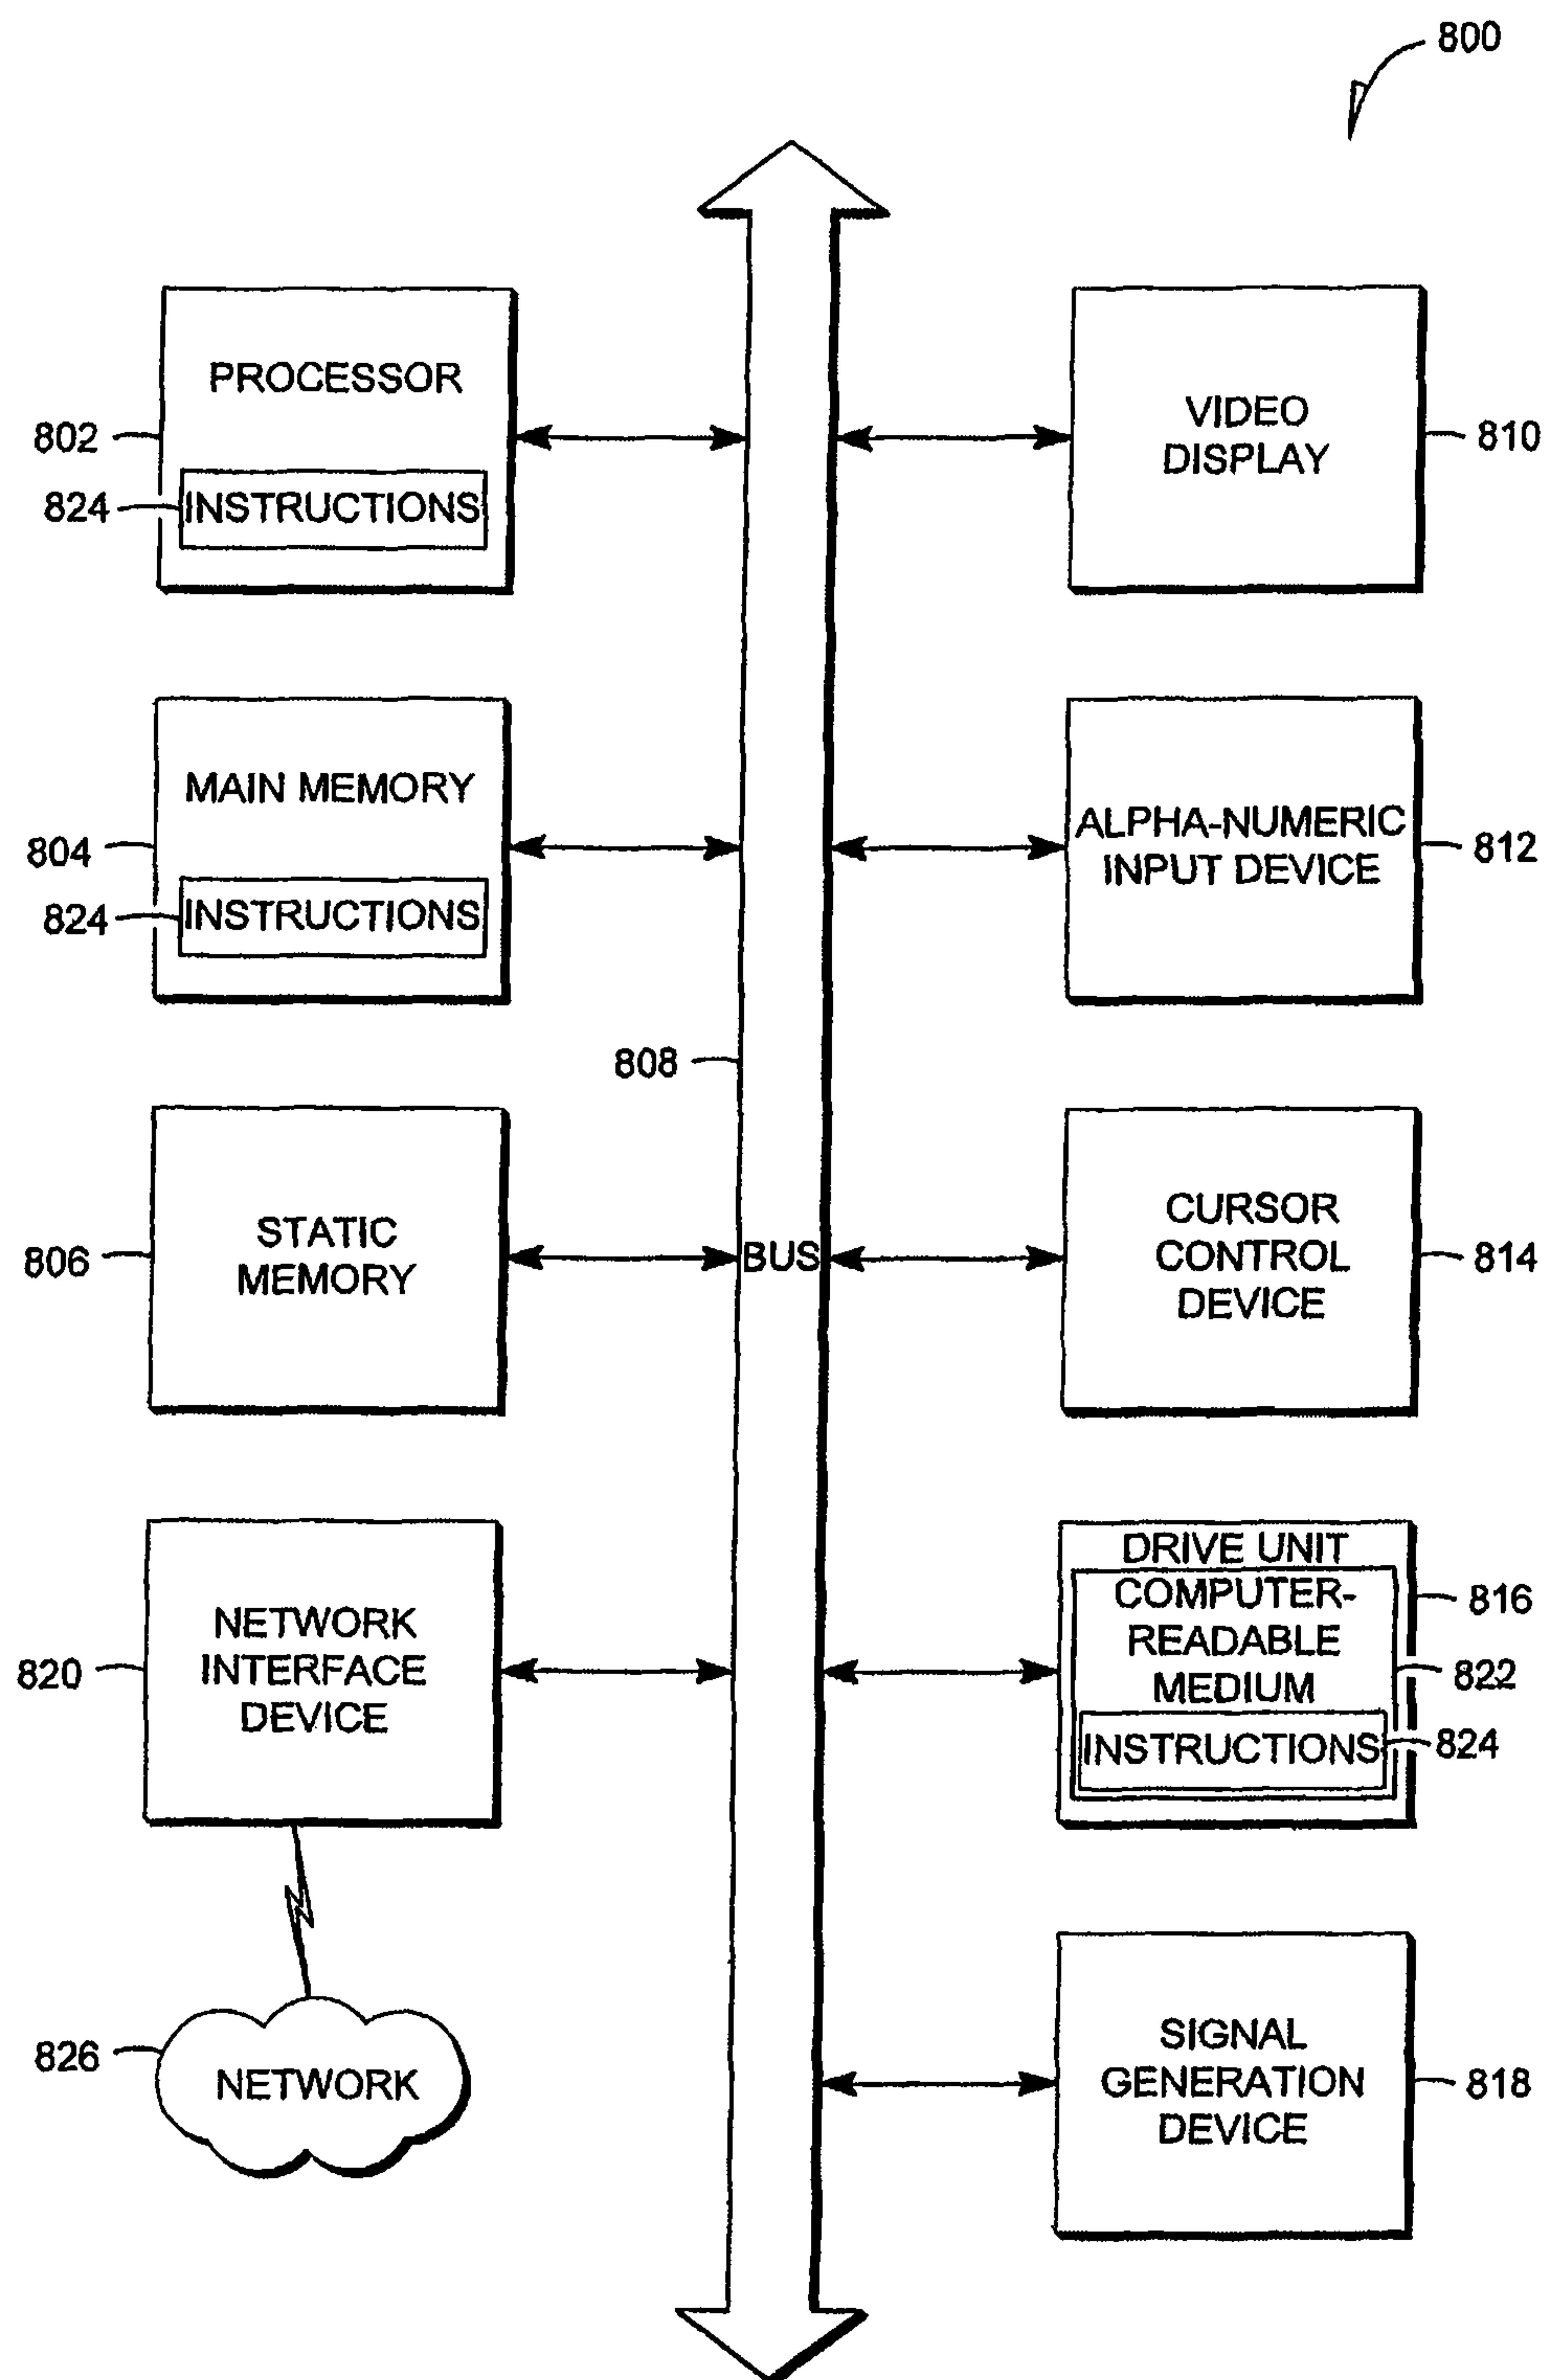 800
PROCESSOR
802
824
INSTRUCTIONS
VIDEO
DISPLAY
810
MAIN MEMORY
804
824
INSTRUCTIONS
ALPHA-NUMERIC
INPUT DEVICE
812
808
STATIC
MEMORY
806
BUS
CURSOR
CONTROL
DEVICE
814
NETWORK
INTERFACE
DEVICE
820
DRIVE UNIT
COMPUTER-
READABLE
MEDIUM
816
822
INSTRUCTIONS
824
826
NETWORK
SIGNAL
GENERATION
DEVICE
818